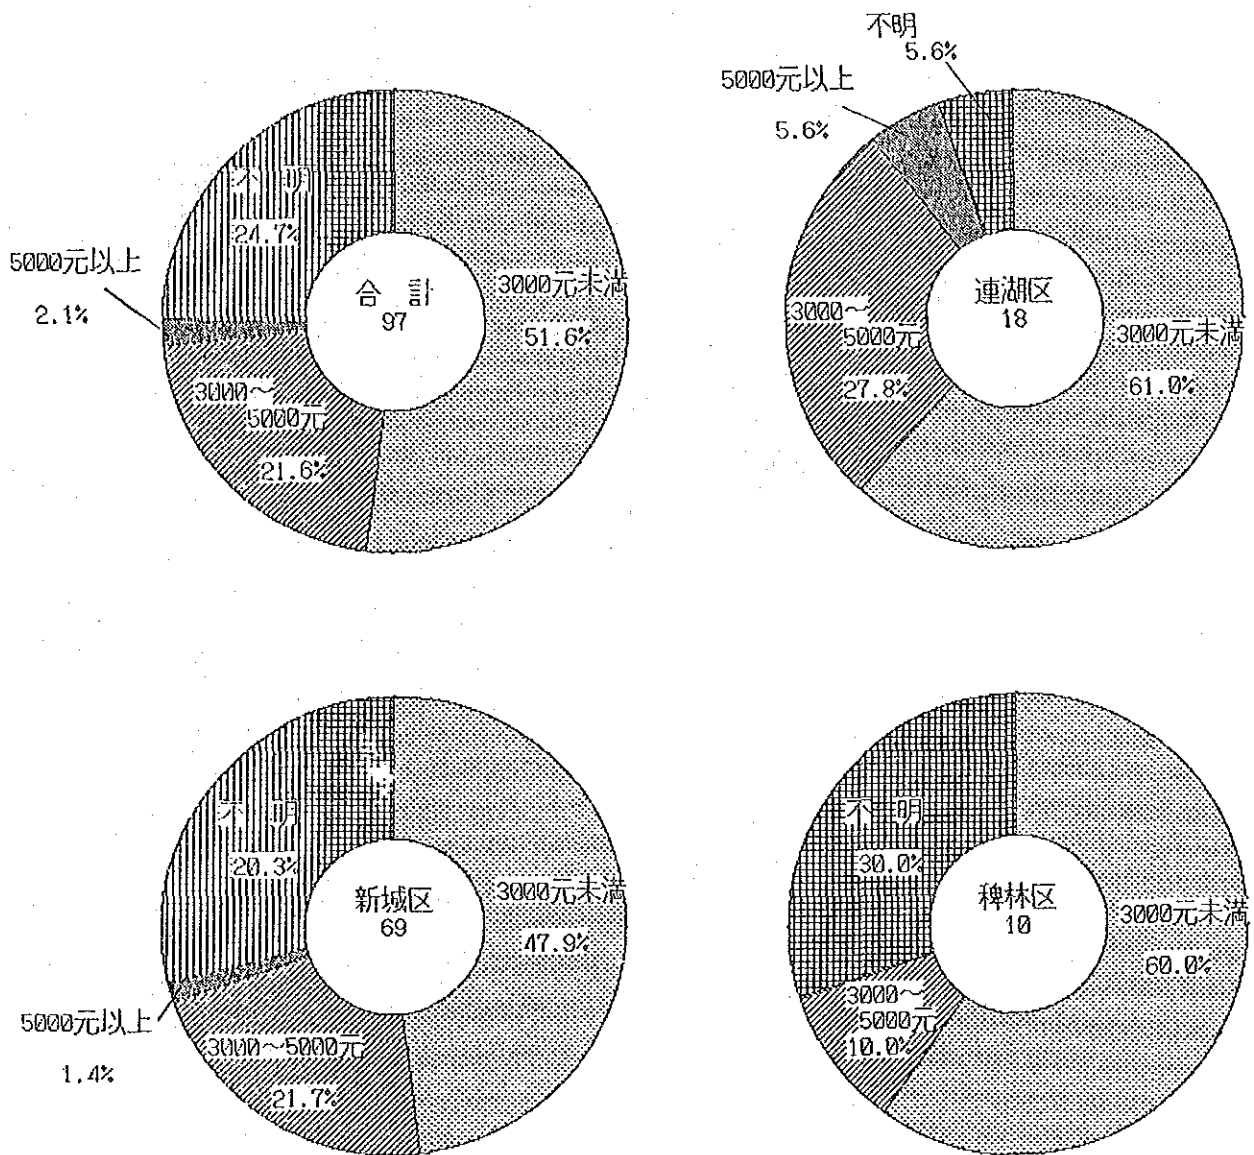 不明
24.7%
5000元以上
2.1%
3000～
5000元
21.6%
合 計
97
3000元未満
51.6%
不明
5.6%
5000元以上
5.6%
3000～
5000元
27.8%
連湖区
18
3000元未満
61.0%
不 明
20.3%
5000元以上
1.4%
3000～5000元
21.7%
新城区
69
3000元未満
47.9%
不 明
30.0%
3000～
5000元
10.0%
稗林区
10
3000元未満
60.0%